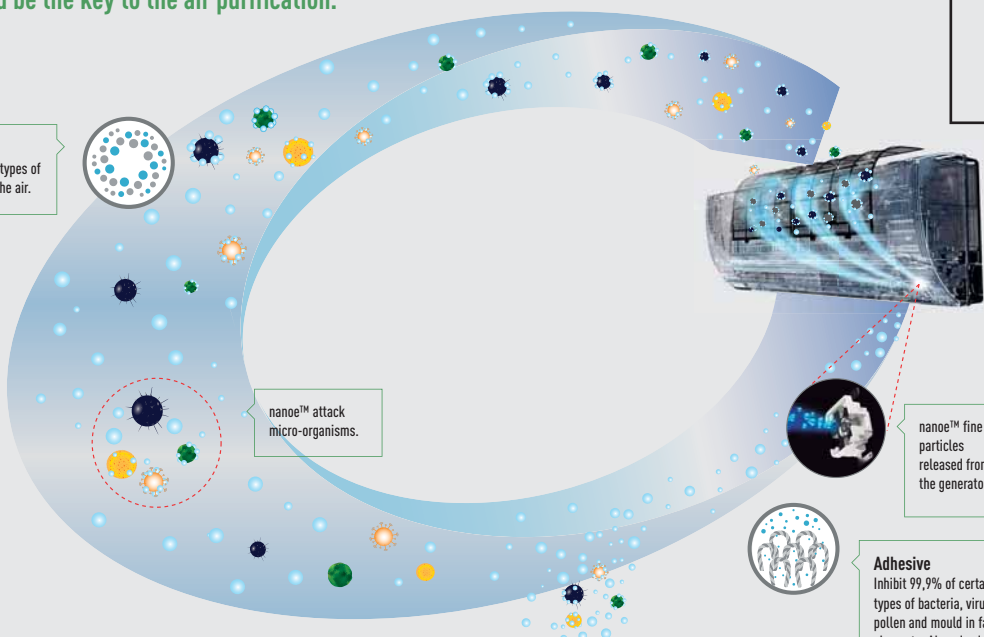 be the key to the air purification.
types of
he air.
nanoe™ attack
micro-organisms.
nanoe™ fine
particles
released fro
the generato
Adhesive
Inhibit 99,9% of certa
types of bacteria, viru
pollen and mould in fa